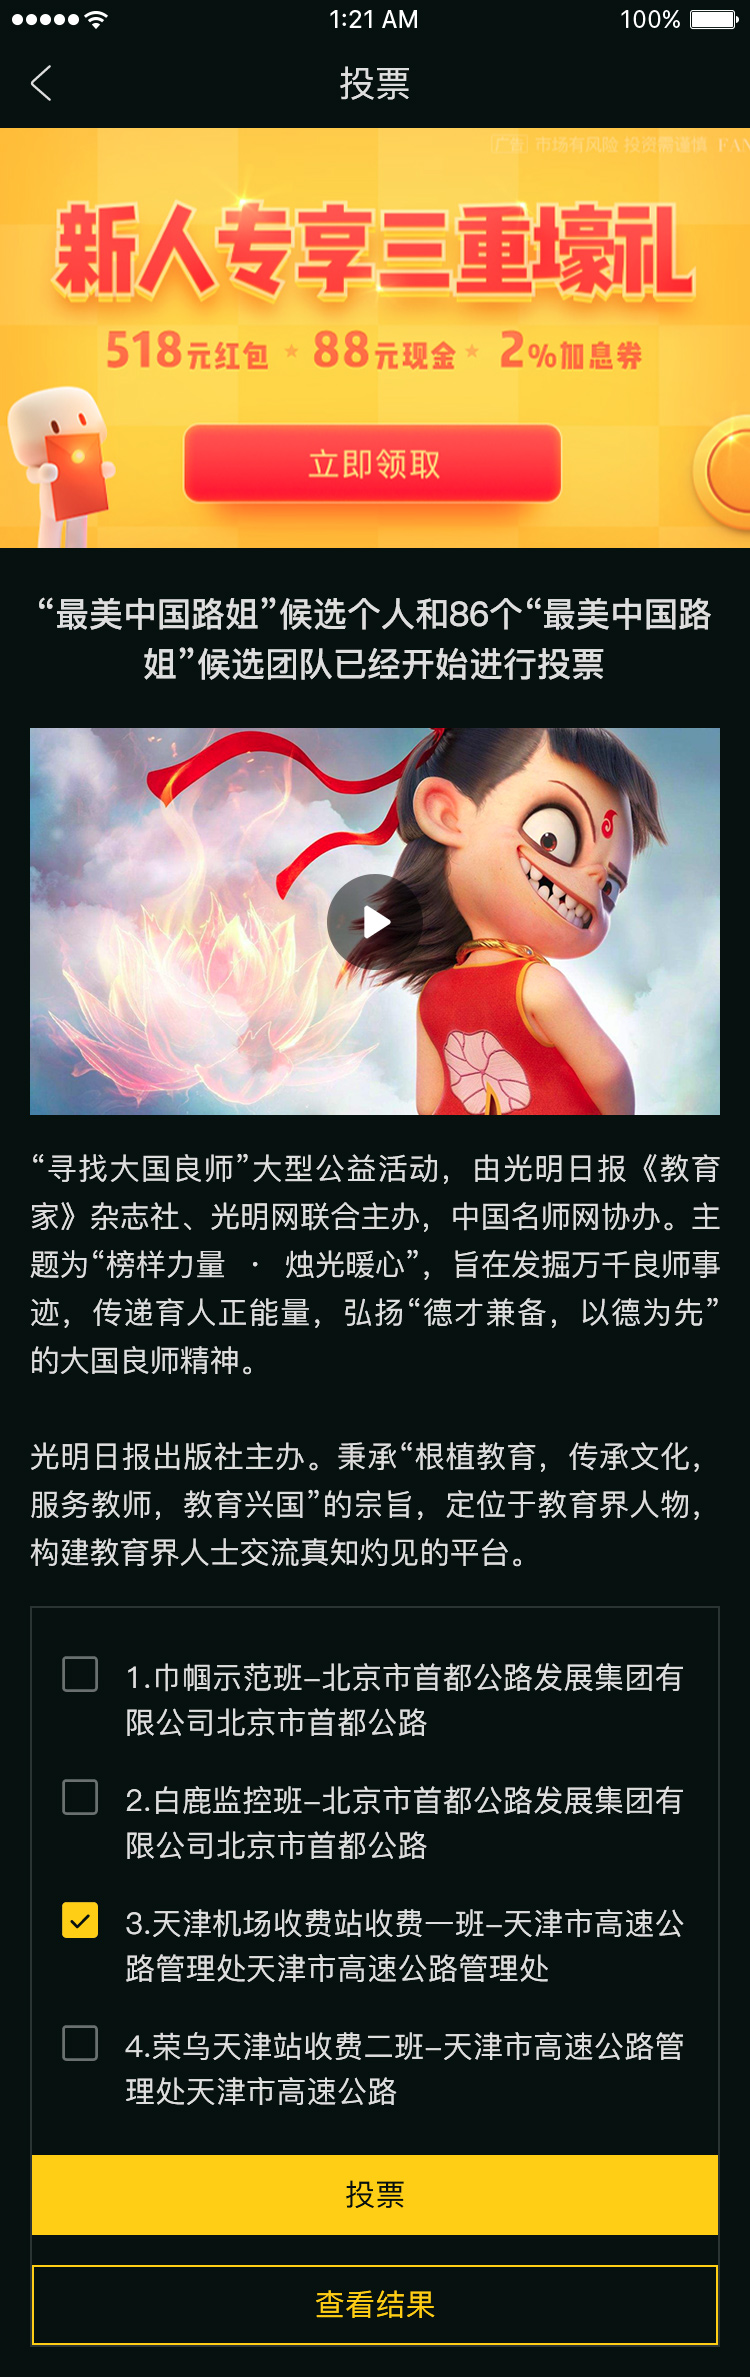 1:21 AM
100%
投票
广告 市场有风险 投资需谨慎 FAN
新人专享三重壕礼
518元红包 ★ 88元现金 ★ 2%加息券
立即领取
“最美中国路姐”候选个人和86个“最美中国路
姐”候选团队已经开始进行投票
“寻找大国良师”大型公益活动，由光明日报《教育
家》杂志社、光明网联合主办，中国名师网协办。主
题为“榜样力量 · 烛光暖心”，旨在发掘万千良师事
迹，传递育人正能量，弘扬“德才兼备，以德为先”
的大国良师精神。
光明日报出版社主办。秉承“根植教育，传承文化，
服务教师，教育兴国”的宗旨，定位于教育界人物，
构建教育界人士交流真知灼见的平台。
1.巾帼示范班-北京市首都公路发展集团有
限公司北京市首都公路
2.白鹿监控班-北京市首都公路发展集团有
限公司北京市首都公路
3.天津机场收费站收费一班-天津市高速公
路管理处天津市高速公路管理处
4.荣乌天津站收费二班-天津市高速公路管
理处天津市高速公路
投票
查看结果